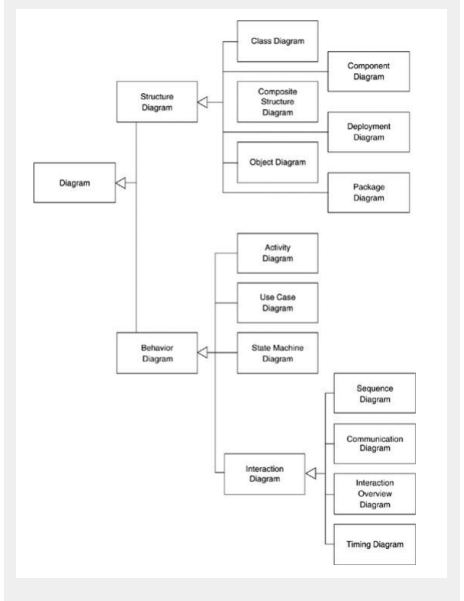 Class Diagram
Component
Diagram
Structure
Diagram
Composite
Structure
Diagram
Deployment
Diagram
Object Diagram
Diagram
Package
Diagram
Activity
Diagram
Use Case
Diagram
Behavior
Diagram
State Machine
Diagram
Sequence
Diagram
Communication
Diagram
Interaction
Diagram
Interaction
Overview
Diagram
Timing Diagram